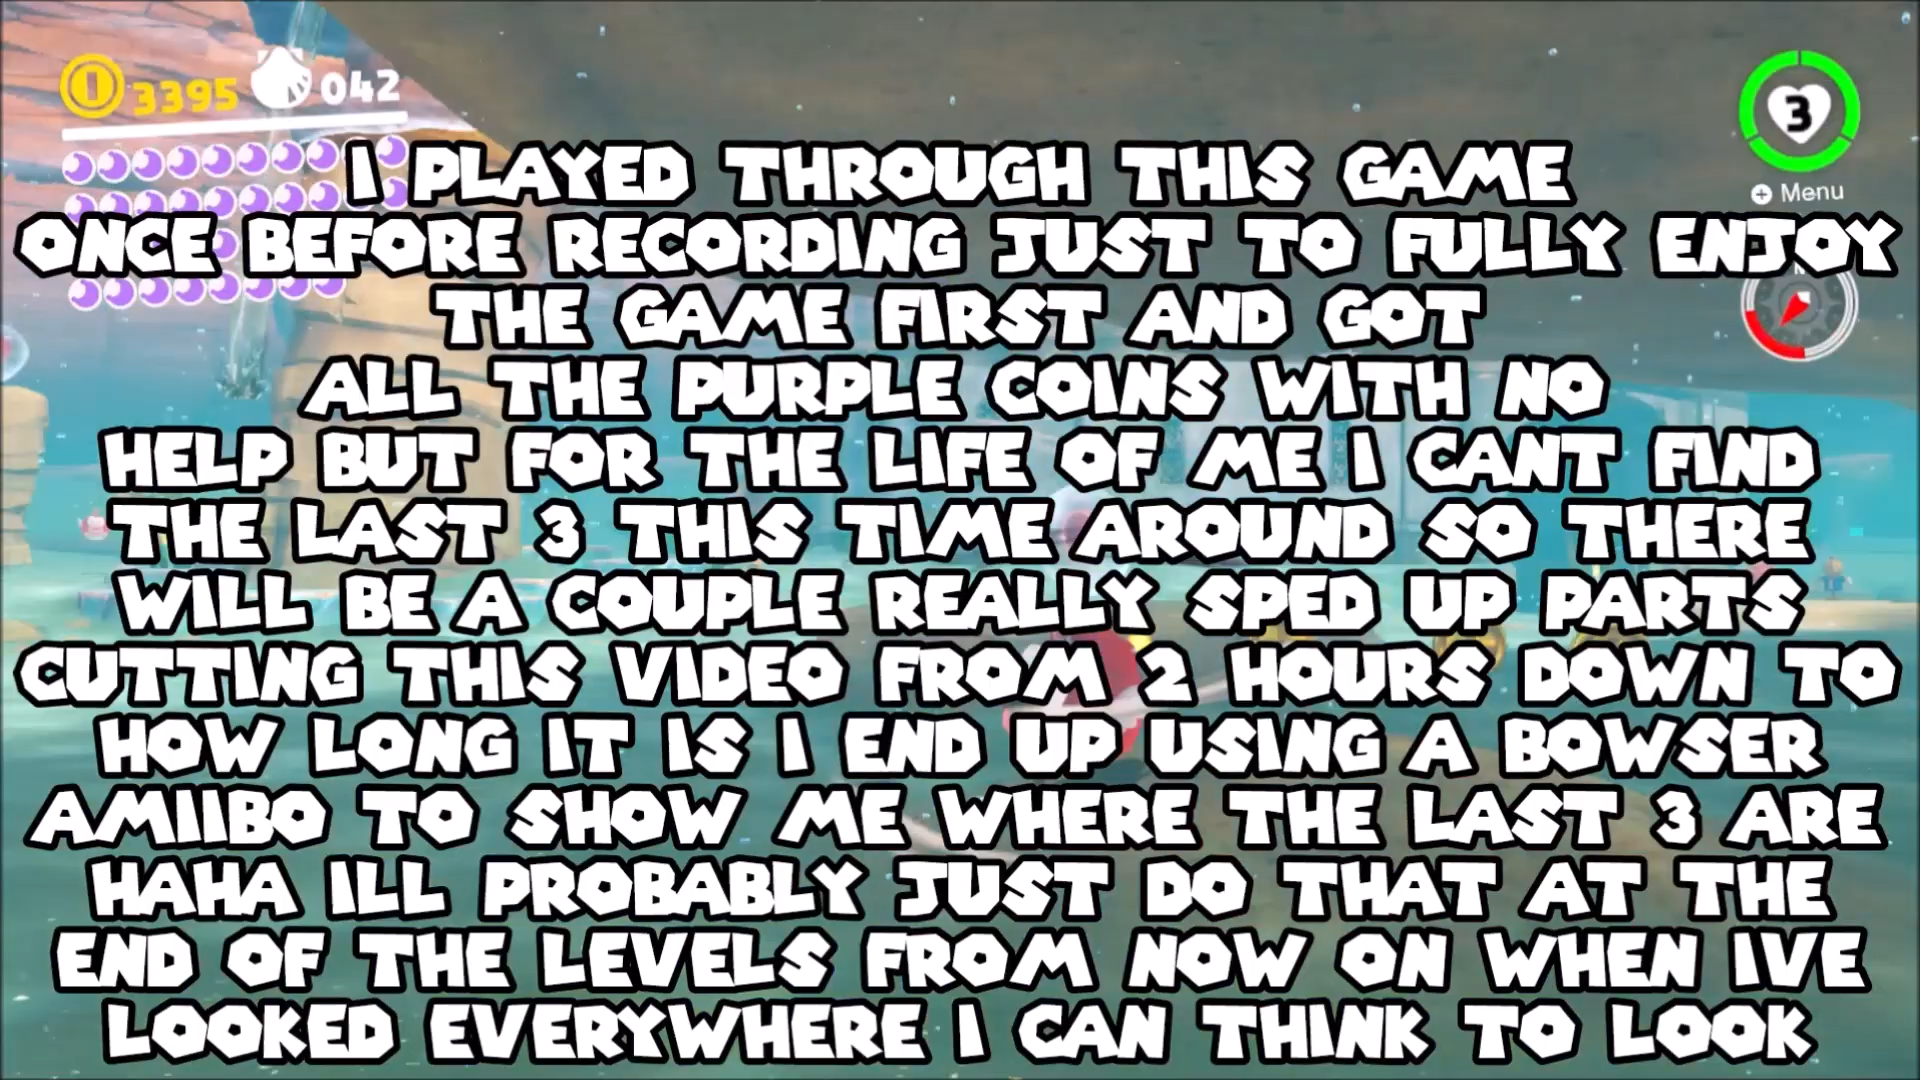 3395 042
3
Menu
I PLAYED THROUGH THIS GAME
ONCE BEFORE RECORDING JUST TO FULLY ENJOY
THE GAME FIRST AND GOT
ALL THE PURPLE COINS WITH NO
HELP BUT FOR THE LIFE OF ME I CANT FIND
THE LAST 3 THIS TIME AROUND SO THERE
WILL BE A COUPLE REALLY SPED UP PARTS
CUTTING THIS VIDEO FROM 2 HOURS DOWN TO
HOW LONG IT IS I END UP USING A BOWSER
AMIIBO TO SHOW ME WHERE THE LAST 3 ARE
HAHA ILL PROBABLY JUST DO THAT AT THE
END OF THE LEVELS FROM NOW ON WHEN IVE
LOOKED EVERYWHERE I CAN THINK TO LOOK